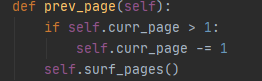 def prev_page(self):
    if self.curr_page > 1:
        self.curr_page -= 1
    self.surf_pages()